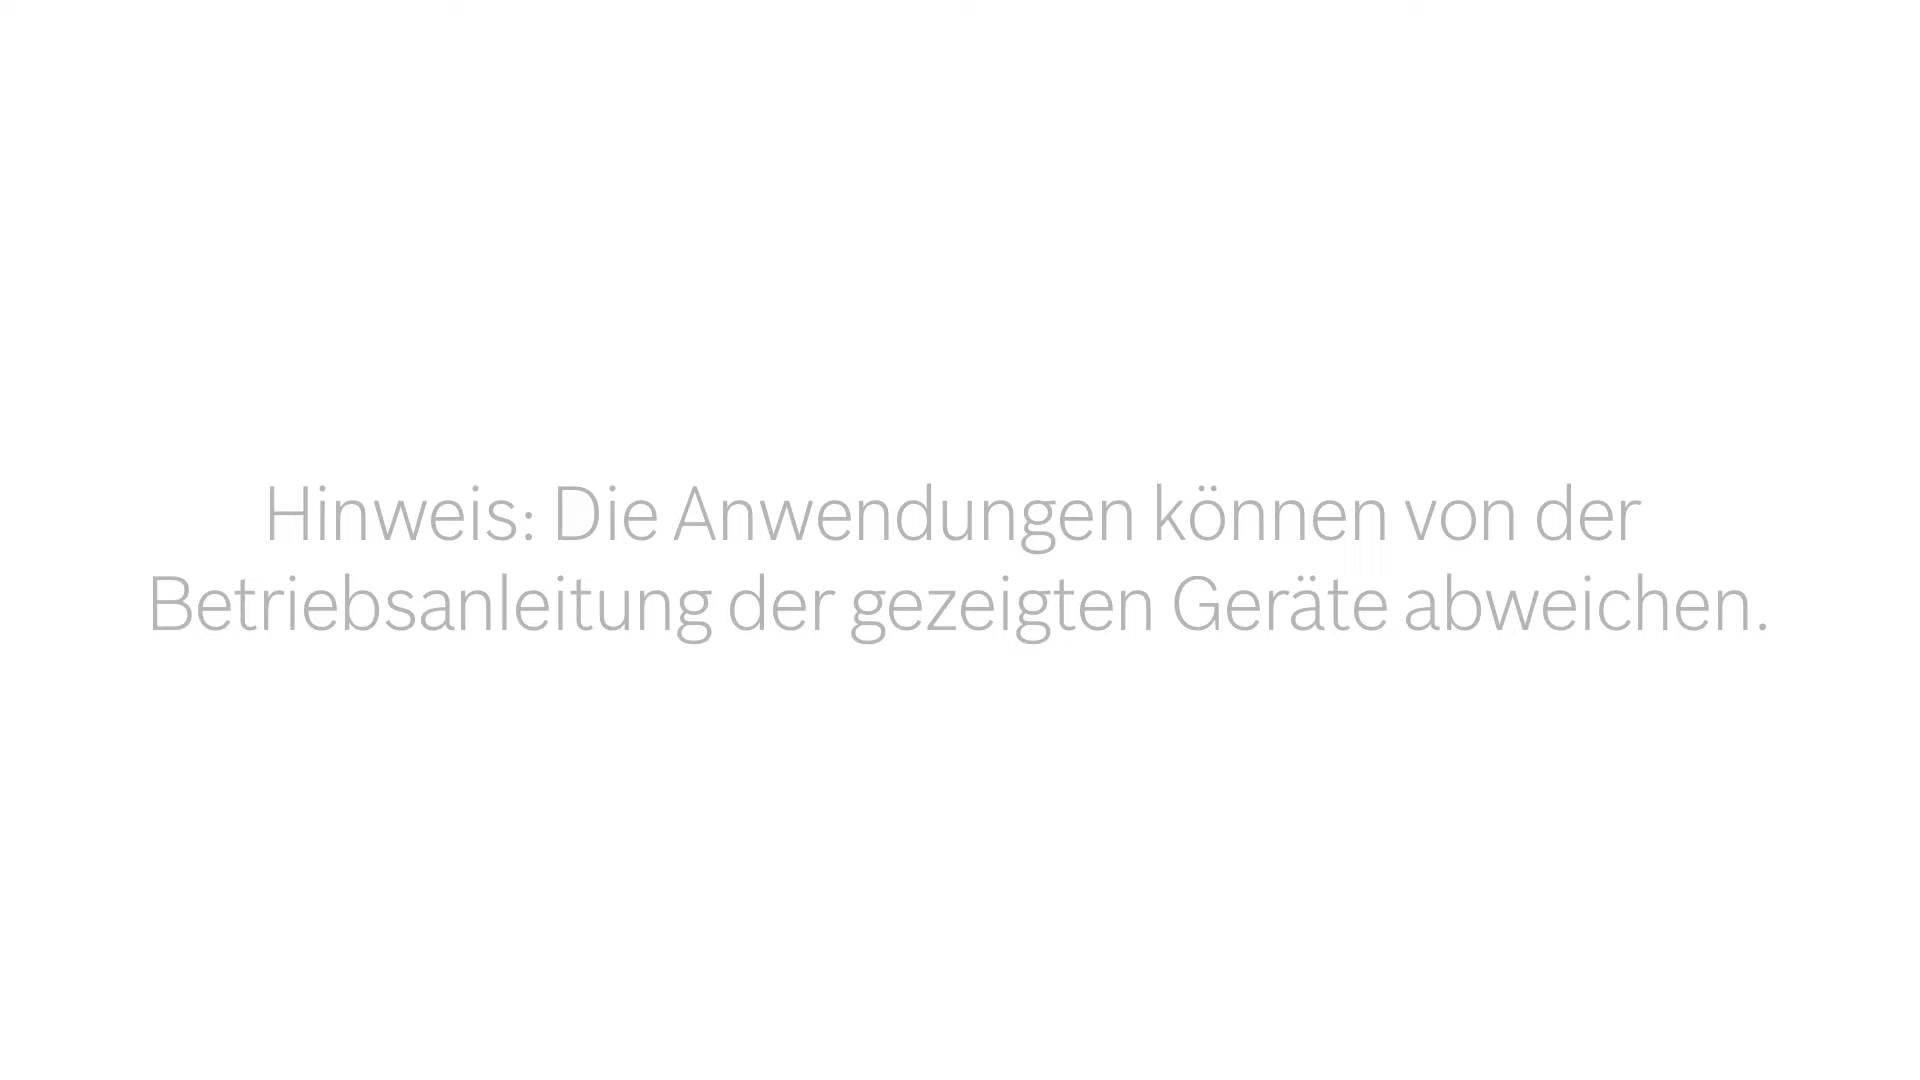 Hinweis: Die Anwendungen können von der
Betriebsanleitung der gezeigten Geräte abweichen.